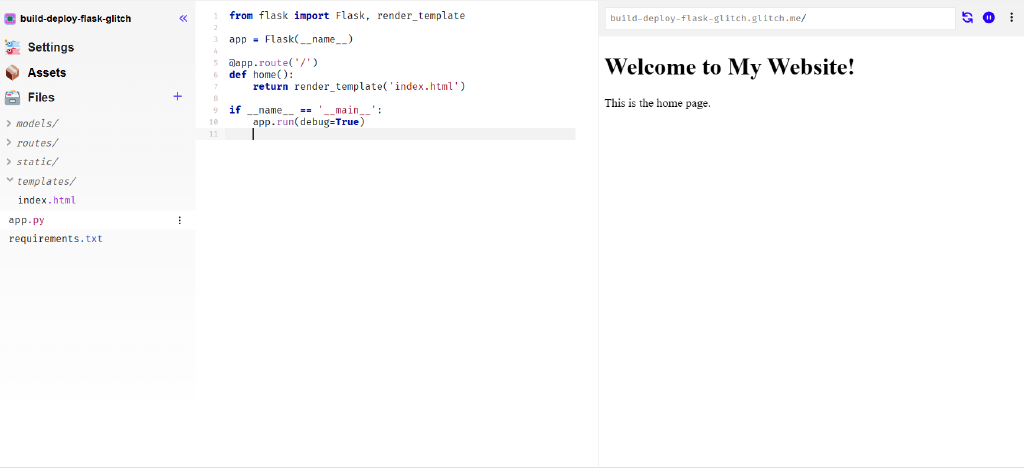 build-deploy-flask-glitch
Settings
Assets
Files
models/
routes/
static/
templates/
index.html
app.py
requirements.txt
1 from flask import Flask, render_template
2
3 app = Flask(__name__)
4
5 @app.route('/')
6 def home():
7     return render_template('index.html')
8
9 if __name__ == '__main__':
10     app.run(debug=True)
11
build-deploy-flask-glitch.glitch.me/
Welcome to My Website!
This is the home page.